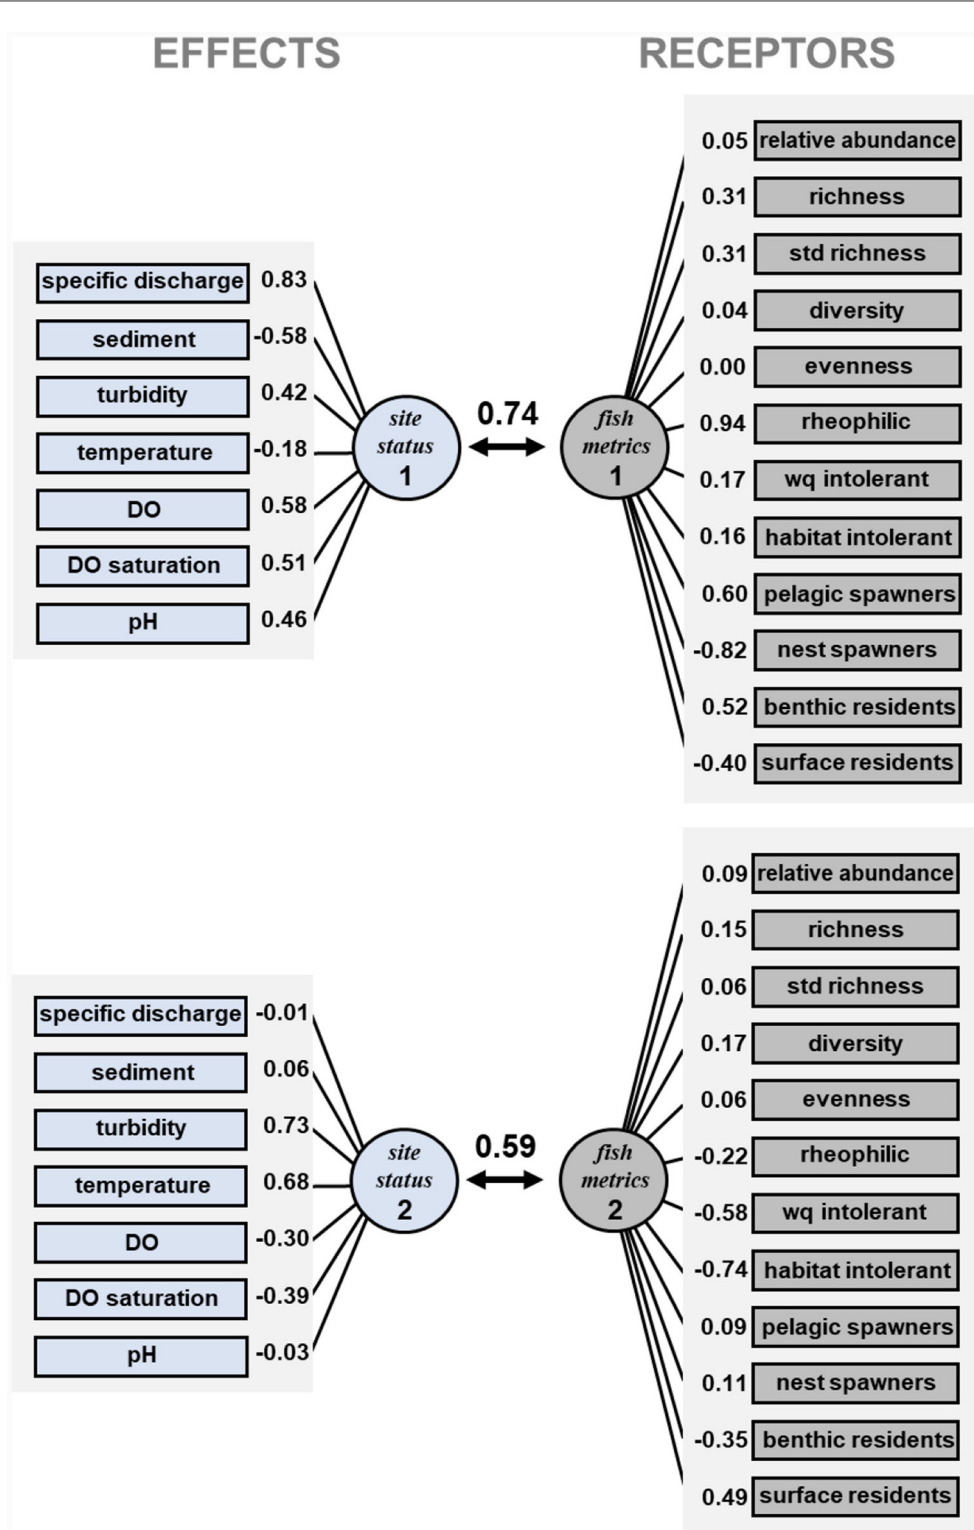 EFFECTS
RECEPTORS
specific discharge 0.83
sediment -0.58
turbidity 0.42
temperature -0.18
DO 0.58
DO saturation 0.51
pH 0.46
site
status
1
0.74
fish
metrics
1
0.05 relative abundance
0.31 richness
0.31 std richness
0.04 diversity
0.00 evenness
0.94 rheophilic
0.17 wq intolerant
0.16 habitat intolerant
0.60 pelagic spawners
-0.82 nest spawners
0.52 benthic residents
-0.40 surface residents
specific discharge -0.01
sediment 0.06
turbidity 0.73
temperature 0.68
DO -0.30
DO saturation -0.39
pH -0.03
site
status
2
0.59
fish
metrics
2
0.09 relative abundance
0.15 richness
0.06 std richness
0.17 diversity
0.06 evenness
-0.22 rheophilic
-0.58 wq intolerant
-0.74 habitat intolerant
0.09 pelagic spawners
0.11 nest spawners
-0.35 benthic residents
0.49 surface residents